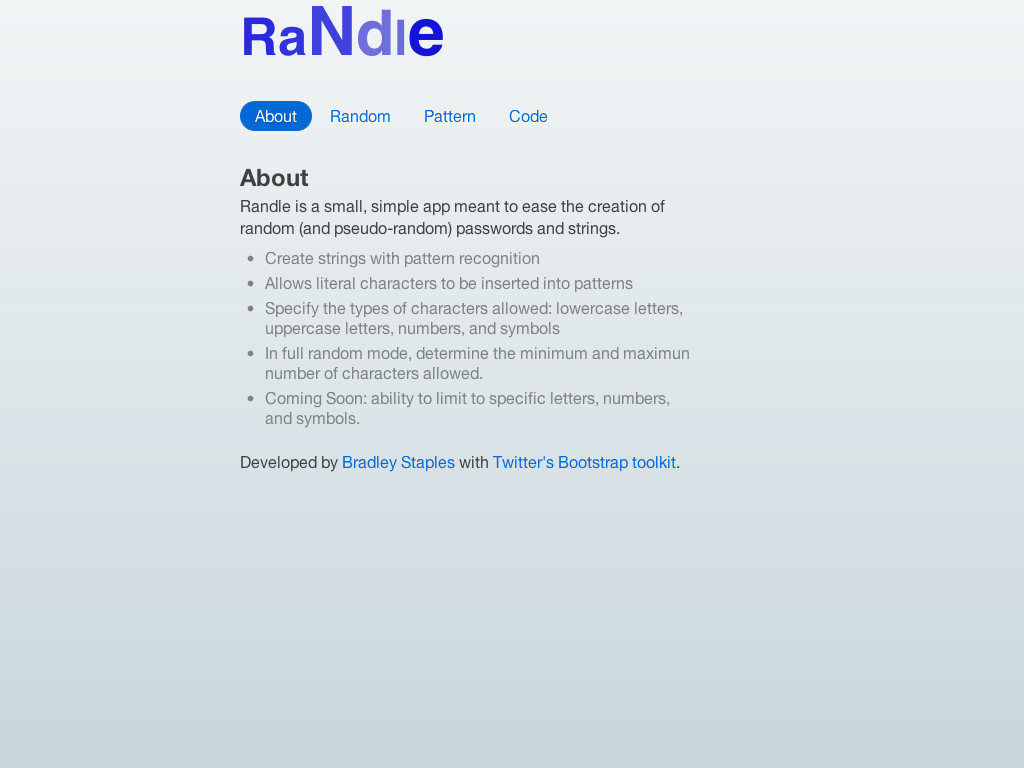 RaNdle
About Random Pattern Code
About
Randle is a small, simple app meant to ease the creation of
random (and pseudo-random) passwords and strings.
• Create strings with pattern recognition
• Allows literal characters to be inserted into patterns
• Specify the types of characters allowed: lowercase letters,
uppercase letters, numbers, and symbols
• In full random mode, determine the minimum and maximun
number of characters allowed.
• Coming Soon: ability to limit to specific letters, numbers,
and symbols.
Developed by Bradley Staples with Twitter's Bootstrap toolkit.